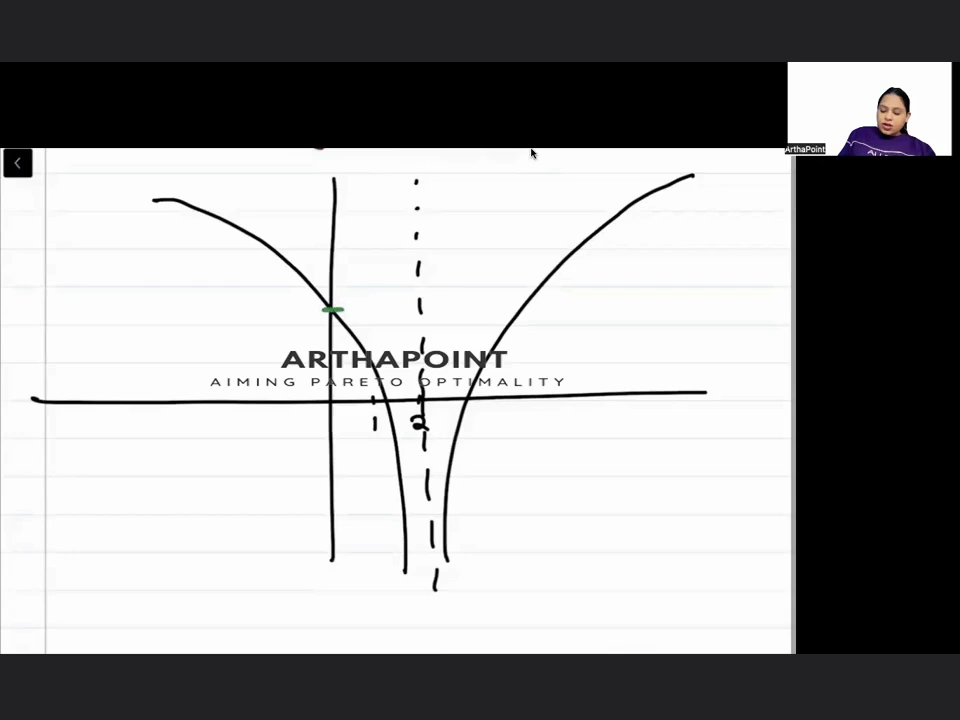 ArthaPoint
ARTHAPOINT
AIMING PARETO OPTIMALITY
1 2